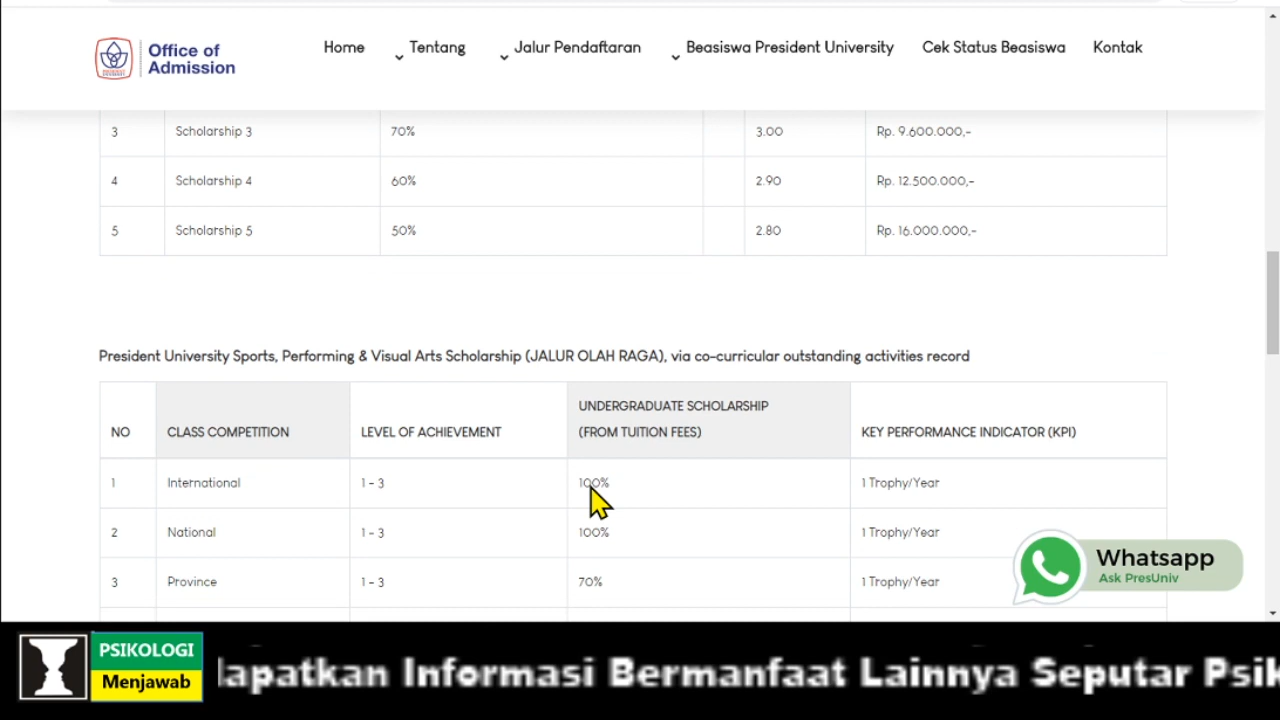 Office of
Admission
Home
Tentang
Jalur Pendaftaran
Beasiswa President University
Cek Status Beasiswa
Kontak
3 Scholarship 3 70% 3.00 Rp. 9.600.000,-
4 Scholarship 4 60% 2.90 Rp. 12.500.000,-
5 Scholarship 5 50% 2.80 Rp. 16.000.000,-
President University Sports, Performing & Visual Arts Scholarship (JALUR OLAH RAGA), via co-curricular outstanding activities record
NO CLASS COMPETITION LEVEL OF ACHIEVEMENT UNDERGRADUATE SCHOLARSHIP
(FROM TUITION FEES) KEY PERFORMANCE INDICATOR (KPI)
1 International 1 - 3 100% 1 Trophy/Year
2 National 1 - 3 100% 1 Trophy/Year
3 Province 1 - 3 70% 1 Trophy/Year
Whatsapp
Ask PresUniv
PSIKOLOGI
Menjawab
apatkan Informasi Bermanfaat Lainnya Seputar Psik